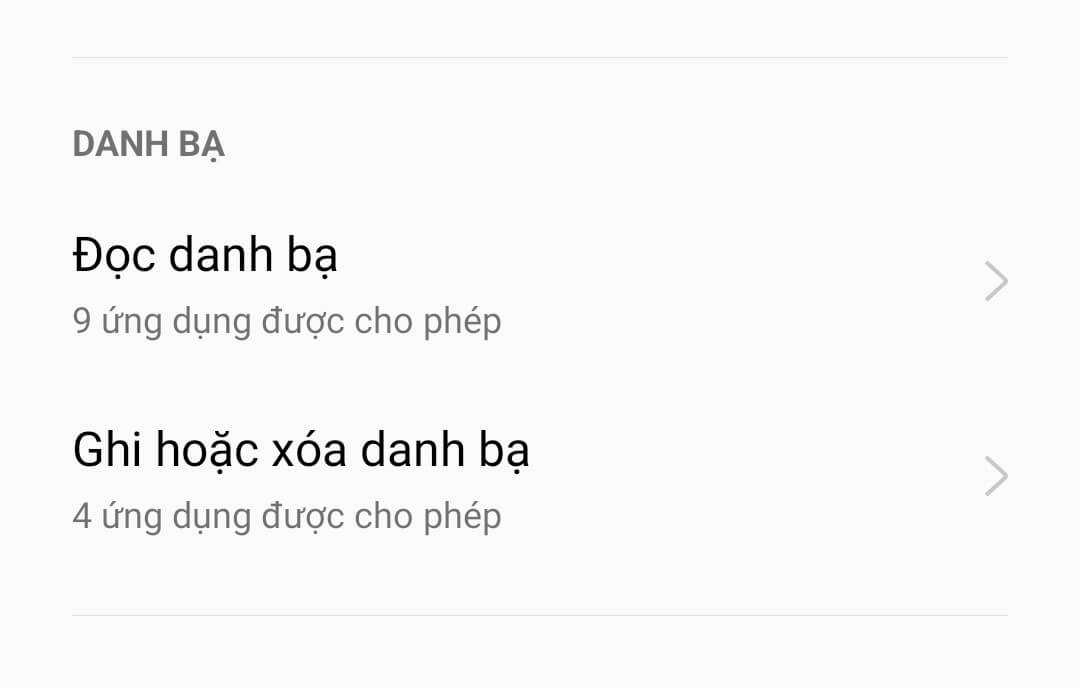 DANH BẠ
Đọc danh bạ
9 ứng dụng được cho phép
Ghi hoặc xóa danh bạ
4 ứng dụng được cho phép